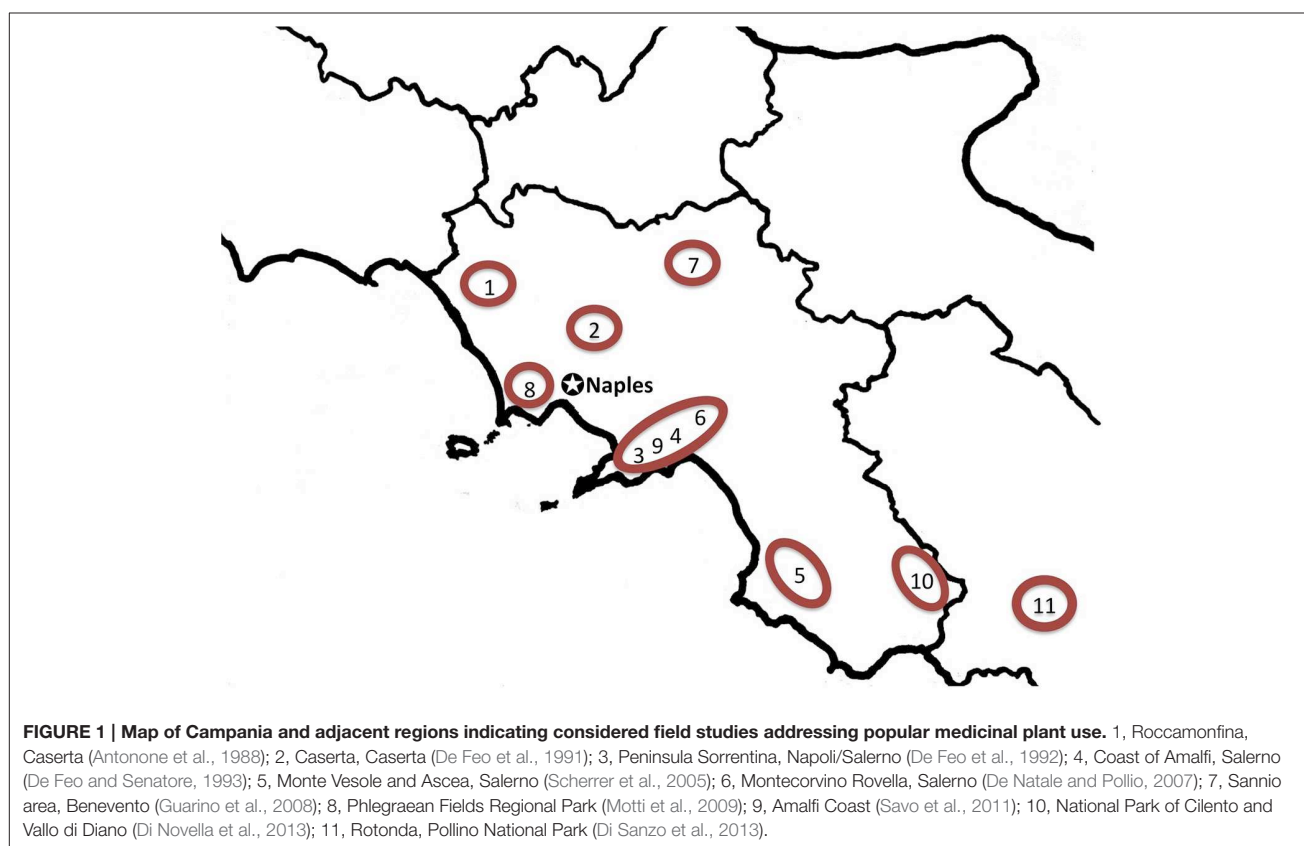 7
1
2
8
Naples
6
4
9
3
5
10
11
FIGURE 1 | Map of Campania and adjacent regions indicating considered field studies addressing popular medicinal plant use. 1, Roccamonfina,
Caserta (Antonone et al., 1988); 2, Caserta, Caserta (De Feo et al., 1991); 3, Peninsula Sorrentina, Napoli/Salerno (De Feo et al., 1992); 4, Coast of Amalfi, Salerno
(De Feo and Senatore, 1993); 5, Monte Vesole and Ascea, Salerno (Scherrer et al., 2005); 6, Montecorvino Rovella, Salerno (De Natale and Pollio, 2007); 7, Sannio
area, Benevento (Guarino et al., 2008); 8, Phlegraean Fields Regional Park (Motti et al., 2009); 9, Amalfi Coast (Savo et al., 2011); 10, National Park of Cilento and
Vallo di Diano (Di Novella et al., 2013); 11, Rotonda, Pollino National Park (Di Sanzo et al., 2013).